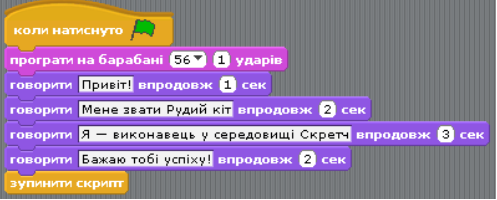 коли натиснуто
програти на барабані 56 1 ударів
говорити Привіт! впродовж 1 сек
говорити Мене звати Рудий кіт впродовж 2 сек
говорити Я — виконавець у середовищі Скретч впродовж 3 сек
говорити Бажаю тобі успіху! впродовж 2 сек
зупинити скрипт